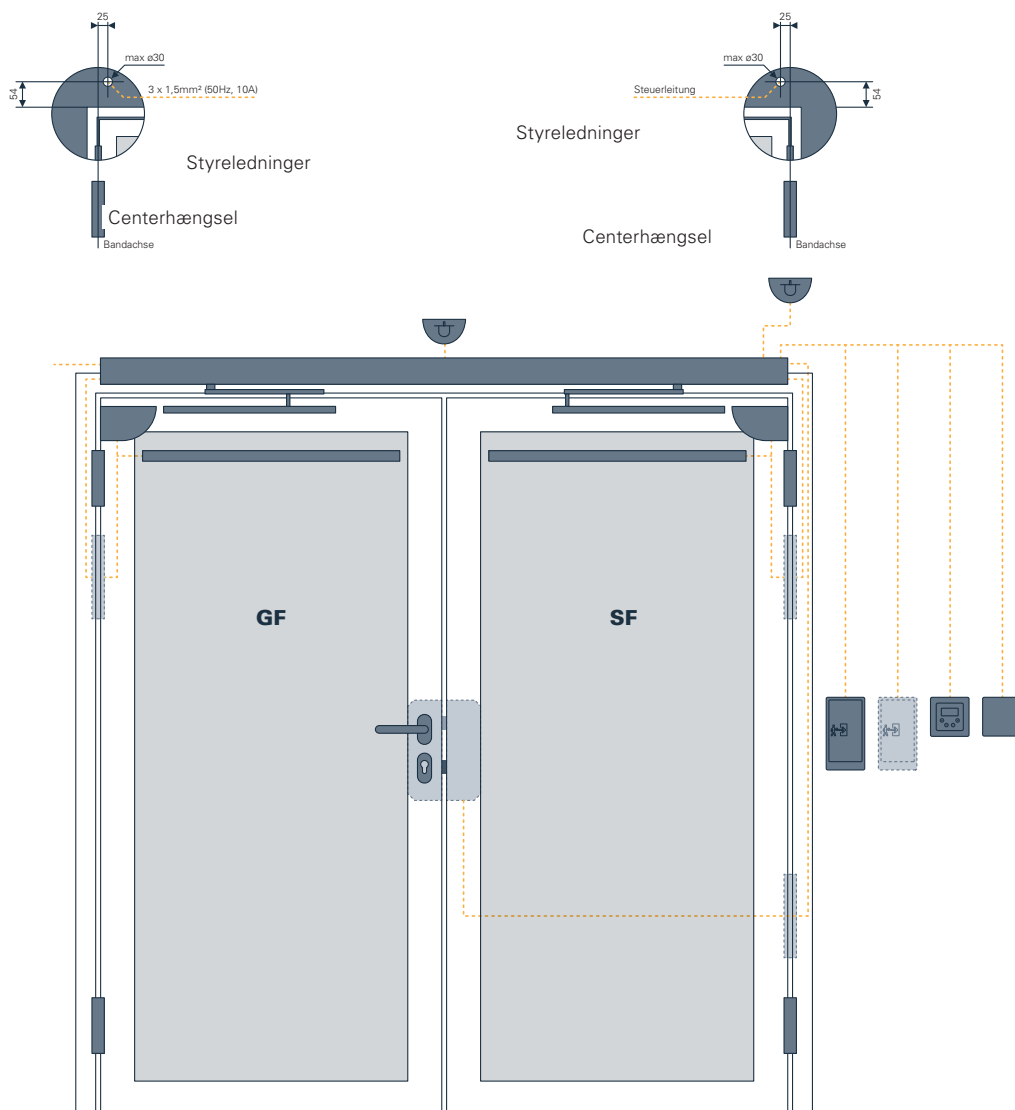 25
max ø30
54
3 x 1,5mm² (50Hz, 10A)
Styreledninger
Centerhængsel
Bandachse
25
max ø30
Steuerleitung
54
Styreledninger
Centerhængsel
Bandachse
GF
SF